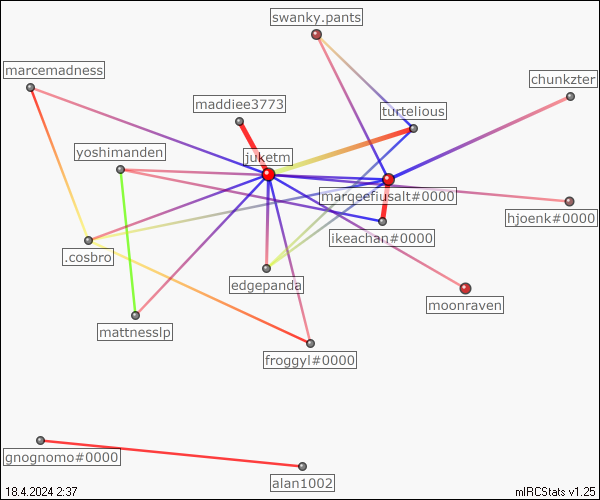 swanky.pants
marcemadness
chunkzter
maddiee3773
turtelious
yoshimanden
juketm
marqeefiusalt#0000
hjoenk#0000
ikeachan#0000
.cosbro
edgepanda
moonraven
mattnesslp
froggyl#0000
gnognomo#0000
alan1002
18.4.2024 2:37
mIRCStats v1.25